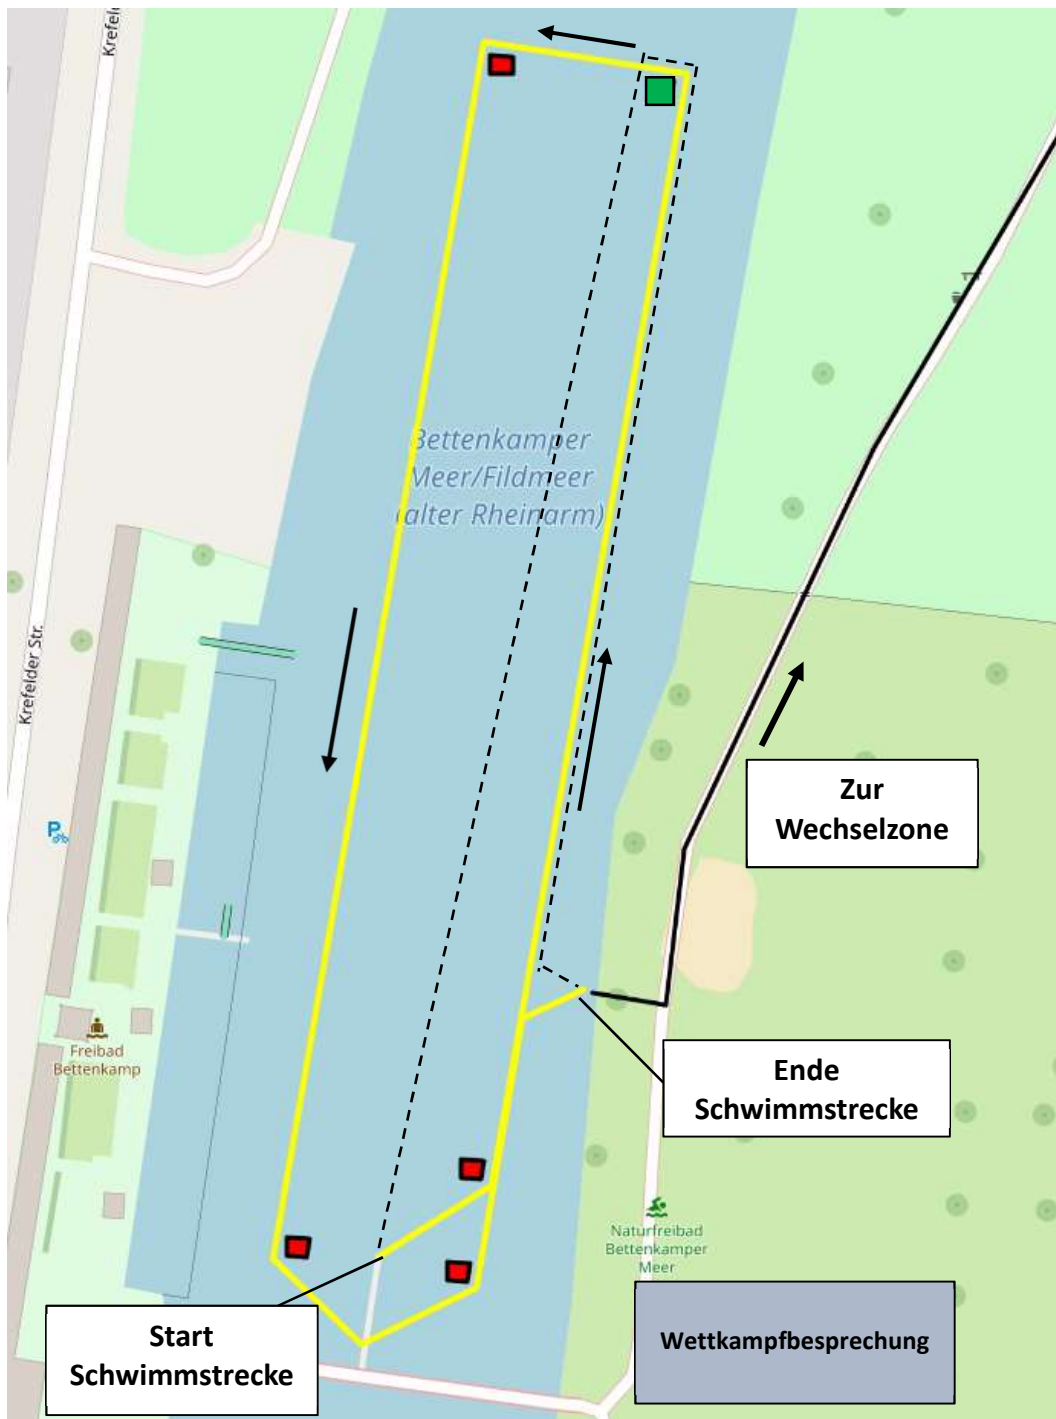 Krefelder
Bettenkamper
Meer/Fildmeer
(alter Rheinarm)
Krefelder Str.
Zur
Wechselzone
P
Freibad
Bettenkamp
Ende
Schwimmstrecke
Naturfreibad
Bettenkamper
Meer
Start
Schwimmstrecke
Wettkampfbesprechung